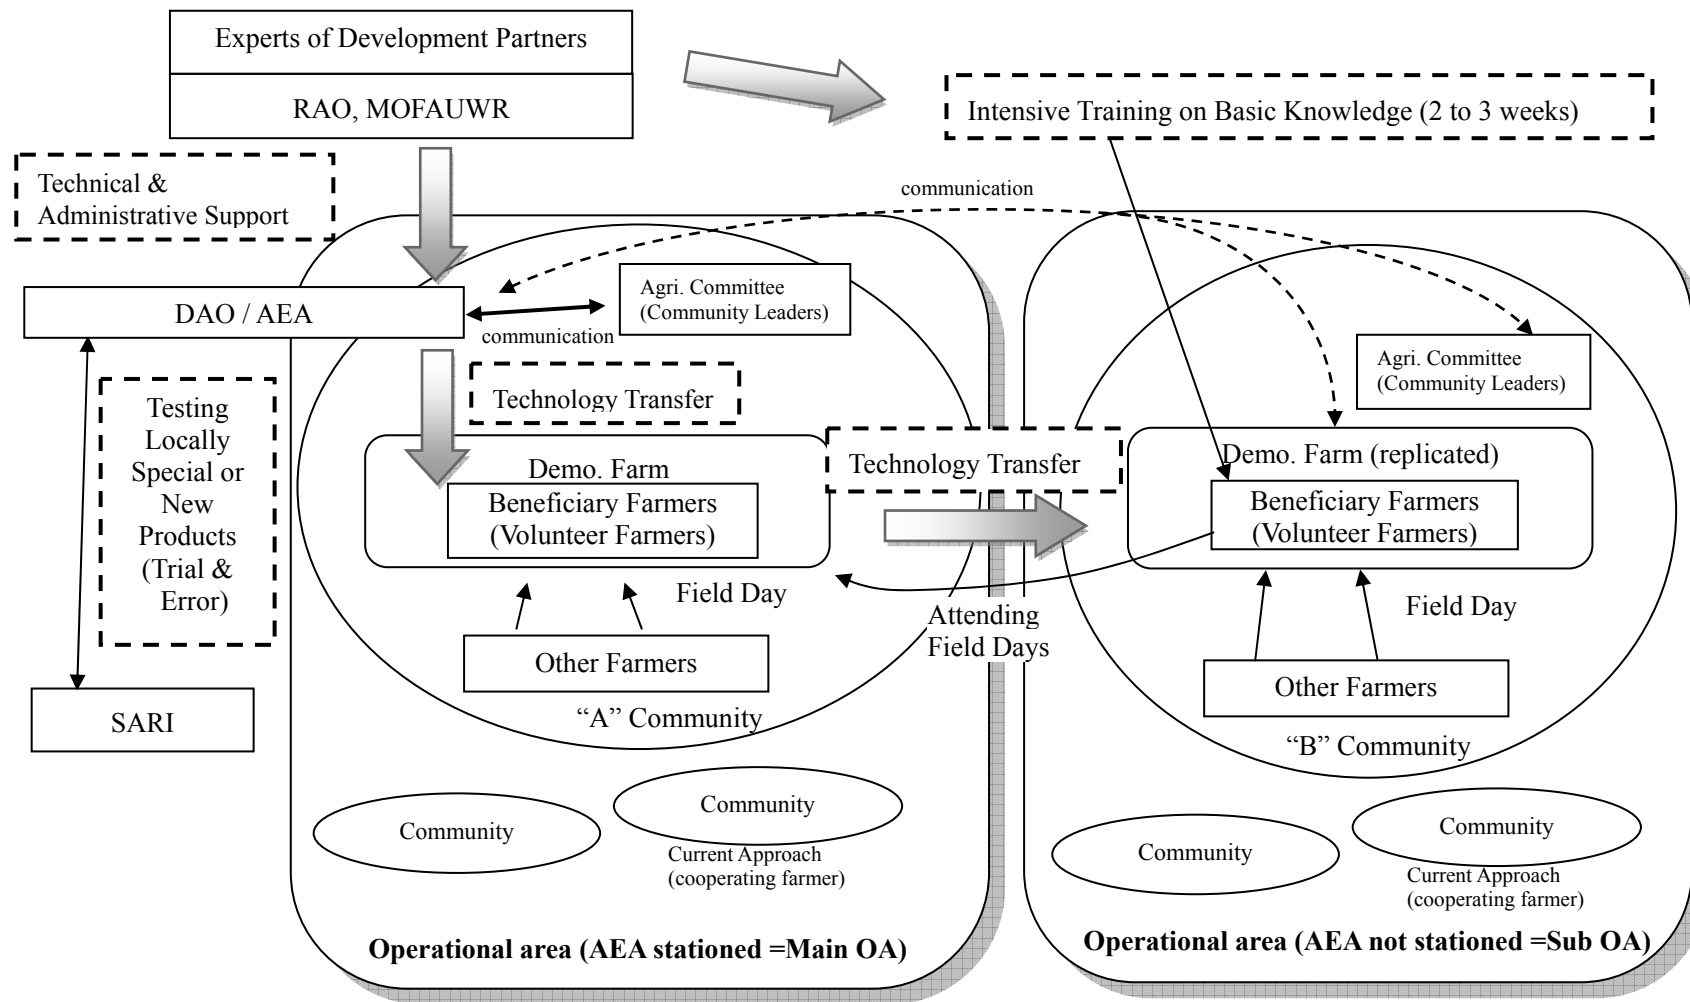 Experts of Development Partners
RAO, MOFAUWR
Intensive Training on Basic Knowledge (2 to 3 weeks)
Technical &
Administrative Support
communication
DAO / AEA
communication
Agri. Committee
(Community Leaders)
Agri. Committee
(Community Leaders)
Testing
Locally
Special or
New
Products
(Trial &
Error)
SARI
Technology Transfer
Demo. Farm
Beneficiary Farmers
(Volunteer Farmers)
Field Day
Other Farmers
“A” Community
Technology Transfer
Attending
Field Days
Demo. Farm (replicated)
Beneficiary Farmers
(Volunteer Farmers)
Field Day
Other Farmers
“B” Community
Community
Community
Current Approach
(cooperating farmer)
Operational area (AEA stationed =Main OA)
Community
Community
Current Approach
(cooperating farmer)
Operational area (AEA not stationed =Sub OA)